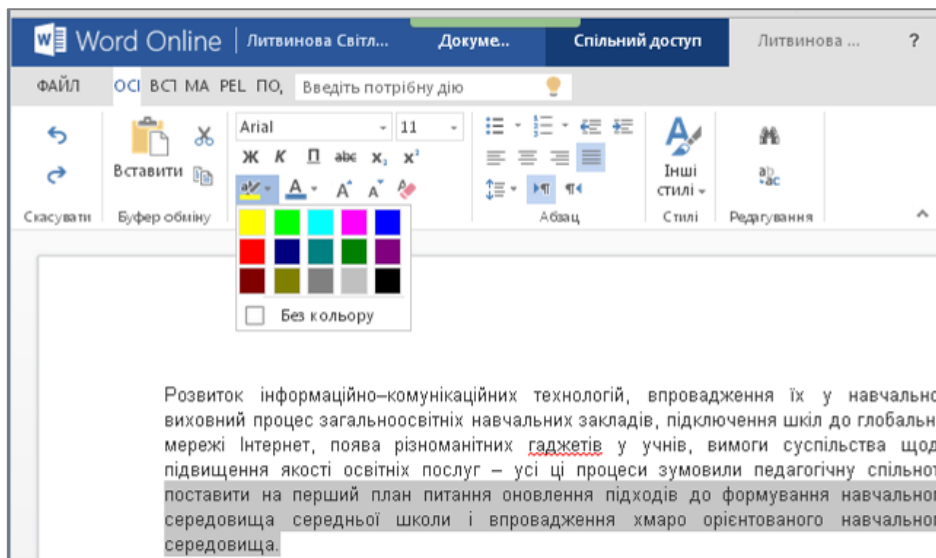 Word Online | Литвинова Світл... Докуме... Спільний доступ Литвинова ... ?
ФАЙЛ ОСІ ВСТ МА PEL ПО, Введіть потрібну дію
Arial 11
Вставити Ж К П abc x₂ x²
Інші стилі
Скасувати Буфер обміну Абзац Стилі Редагування
Без кольору
Розвиток інформаційно–комунікаційних технологій, впровадження їх у навчально
виховний процес загальноосвітніх навчальних закладів, підключення шкіл до глобальн
мережі Інтернет, поява різноманітних гаджетів у учнів, вимоги суспільства щод
підвищення якості освітніх послуг – усі ці процеси зумовили педагогічну спільнот
поставити на перший план питання оновлення підходів до формування навчальног
середовища середньої школи і впровадження хмаро орієнтованого навчальног
середовища.